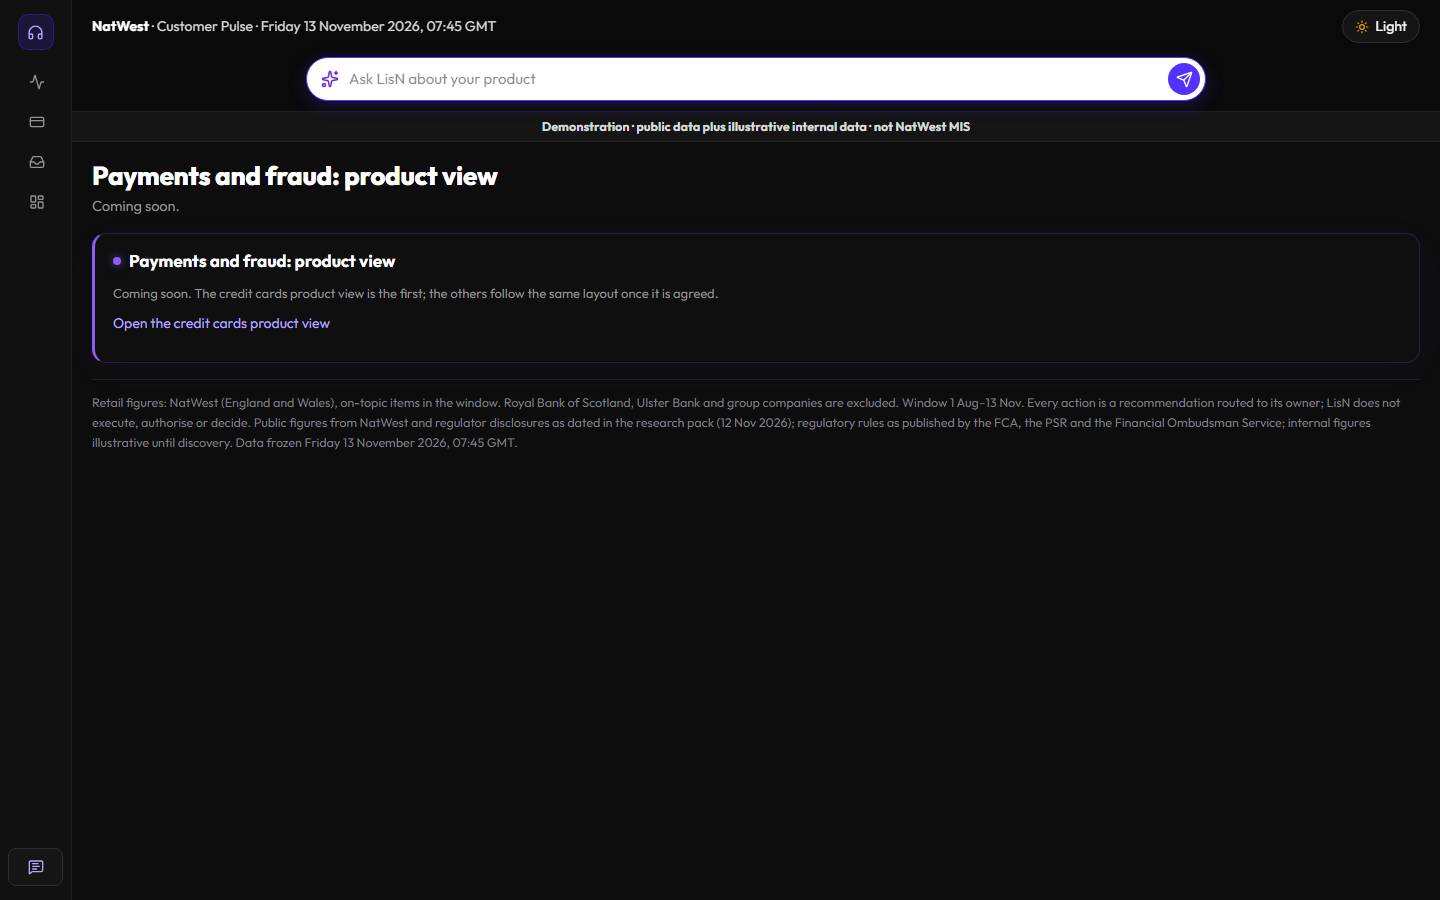 NatWest · Customer Pulse · Friday 13 November 2026, 07:45 GMT
Light
Ask LisN about your product
Demonstration · public data plus illustrative internal data · not NatWest MIS
Payments and fraud: product view
Coming soon.
Payments and fraud: product view
Coming soon. The credit cards product view is the first; the others follow the same layout once it is agreed.
Open the credit cards product view
Retail figures: NatWest (England and Wales), on-topic items in the window. Royal Bank of Scotland, Ulster Bank and group companies are excluded. Window 1 Aug–13 Nov. Every action is a recommendation routed to its owner; LisN does not
execute, authorise or decide. Public figures from NatWest and regulator disclosures as dated in the research pack (12 Nov 2026); regulatory rules as published by the FCA, the PSR and the Financial Ombudsman Service; internal figures
illustrative until discovery. Data frozen Friday 13 November 2026, 07:45 GMT.